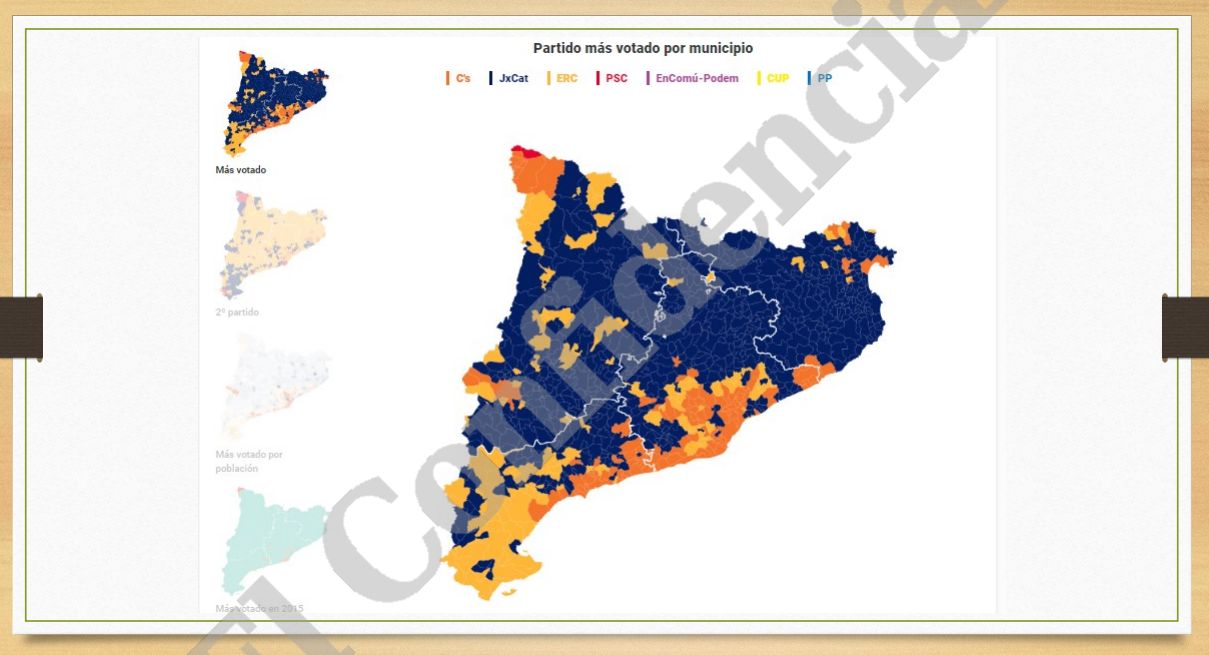 Partido más votado por municipio
C's JxCat ERC PSC EnComú-Podem CUP PP
Más votado
2º partido
Más votado por
población
Más votado en 2015
El Confidencial